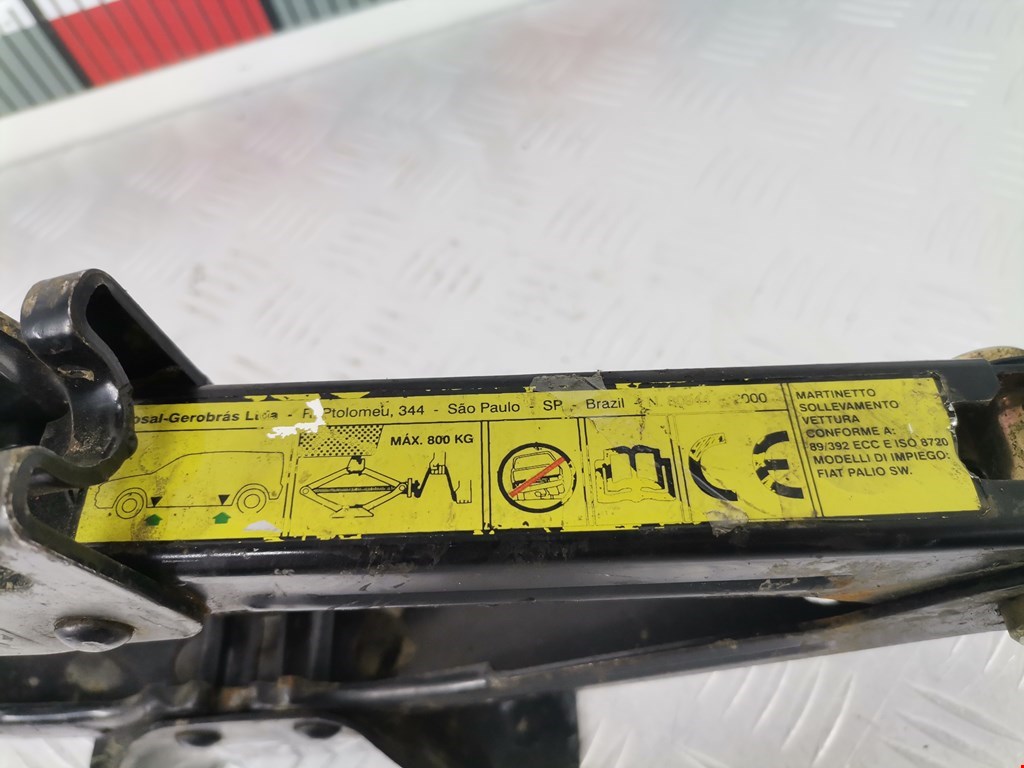 osal-Gerobrás Ltda - R. Ptolomeu, 344 - São Paulo - SP - Brazil
MÁX. 800 KG
CE
MARTINETTO
SOLLEVAMENTO
VETTURA
CONFORME A:
89/392 ECC E ISO 8720
MODELLI DI IMPIEGO:
FIAT PALIO SW.